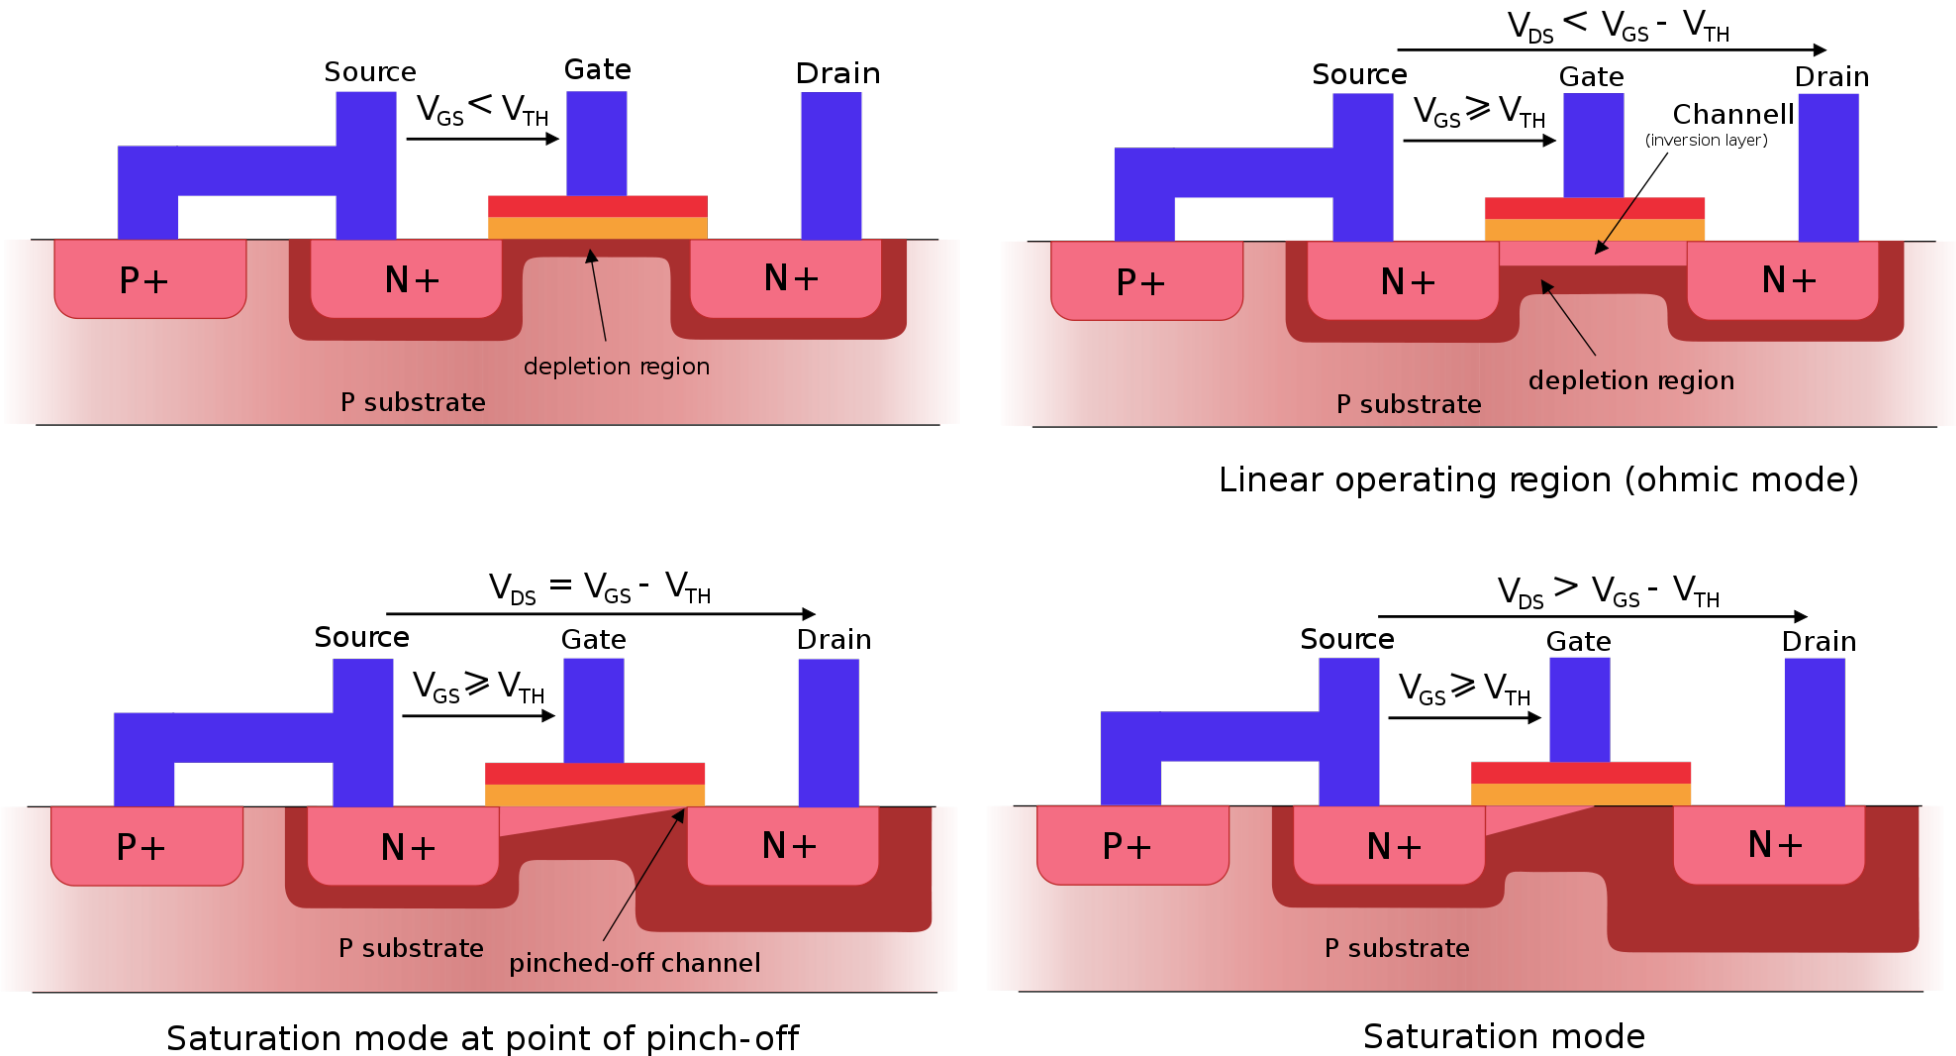 Source
Gate
Drain
VGS < VTH
P+
N+
N+
depletion region
P substrate
VDS < VGS - VTH
Source
Gate
Drain
VGS ⩾ VTH
Channell
(inversion layer)
P+
N+
N+
depletion region
P substrate
Linear operating region (ohmic mode)
VDS = VGS - VTH
Source
Gate
Drain
VGS ⩾ VTH
P+
N+
N+
P substrate
pinched-off channel
Saturation mode at point of pinch-off
VDS > VGS - VTH
Source
Gate
Drain
VGS ⩾ VTH
P+
N+
N+
P substrate
Saturation mode